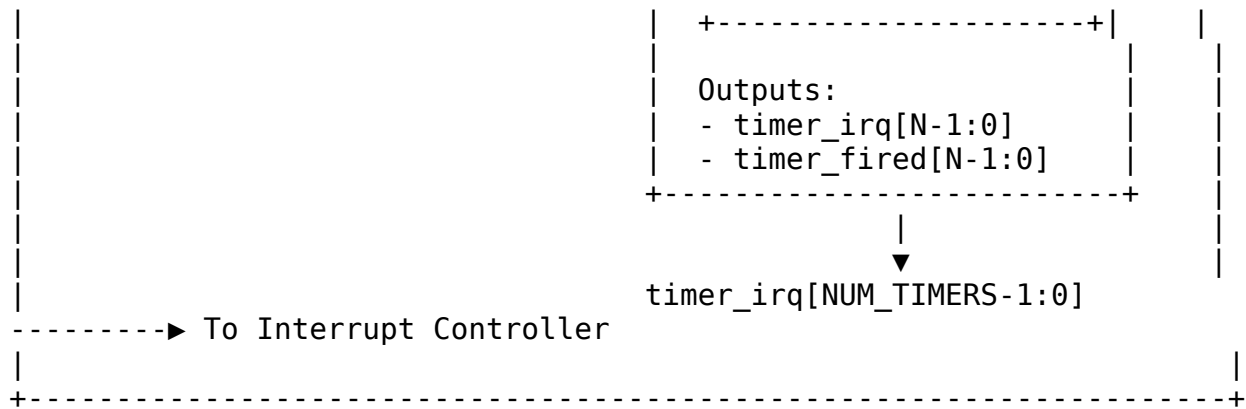 |                                    |  +---------------------+|     |
|                                    |                           |     |
|                                    |  Outputs:                 |     |
|                                    |  - timer_irq[N-1:0]       |     |
|                                    |  - timer_fired[N-1:0]     |     |
|                                    +---------------------------+     |
|                                                  |                  |
|                                                  ▼                  |
|                                    timer_irq[NUM_TIMERS-1:0]
---------► To Interrupt Controller
|                                                                      |
+----------------------------------------------------------------------+